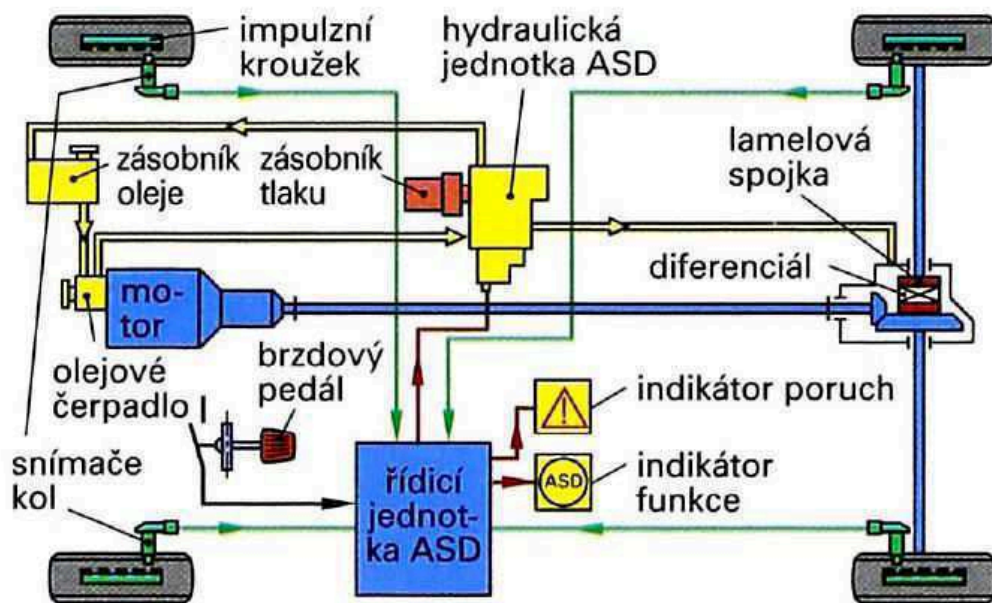 impulzní
kroužek
hydraulická
jednotka ASD
zásobník
oleje
zásobník
tlaku
lamelová
spojka
diferenciál
mo-
tor
olejové
čerpadlo
brzdový
pedál
indikátor poruch
snímače
kol
řídicí
jednot-
ka ASD
ASD
indikátor
funkce